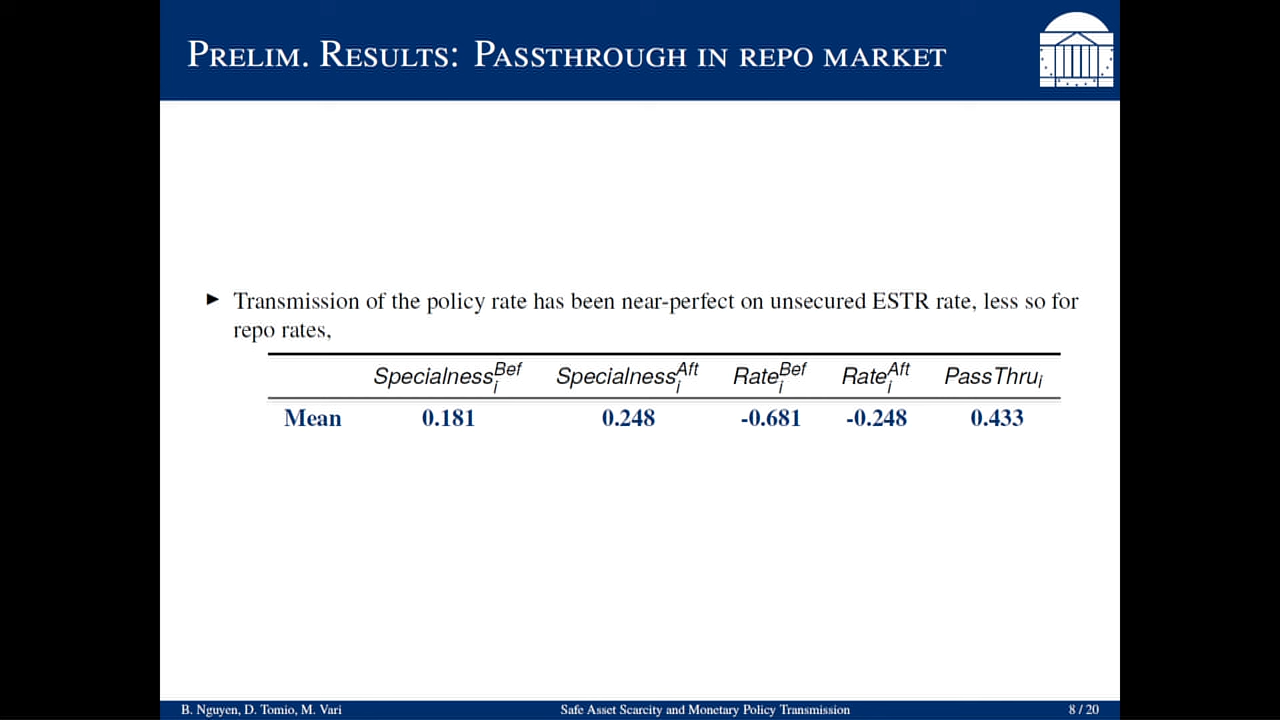 PRELIM. RESULTS: PASSTHROUGH IN REPO MARKET
► Transmission of the policy rate has been near-perfect on unsecured ESTR rate, less so for
repo rates,
Specialness_i^Bef Specialness_i^Aft Rate_i^Bef Rate_i^Aft PassThru_i
Mean 0.181 0.248 -0.681 -0.248 0.433
B. Nguyen, D. Tomio, M. Vari Safe Asset Scarcity and Monetary Policy Transmission 8 / 20